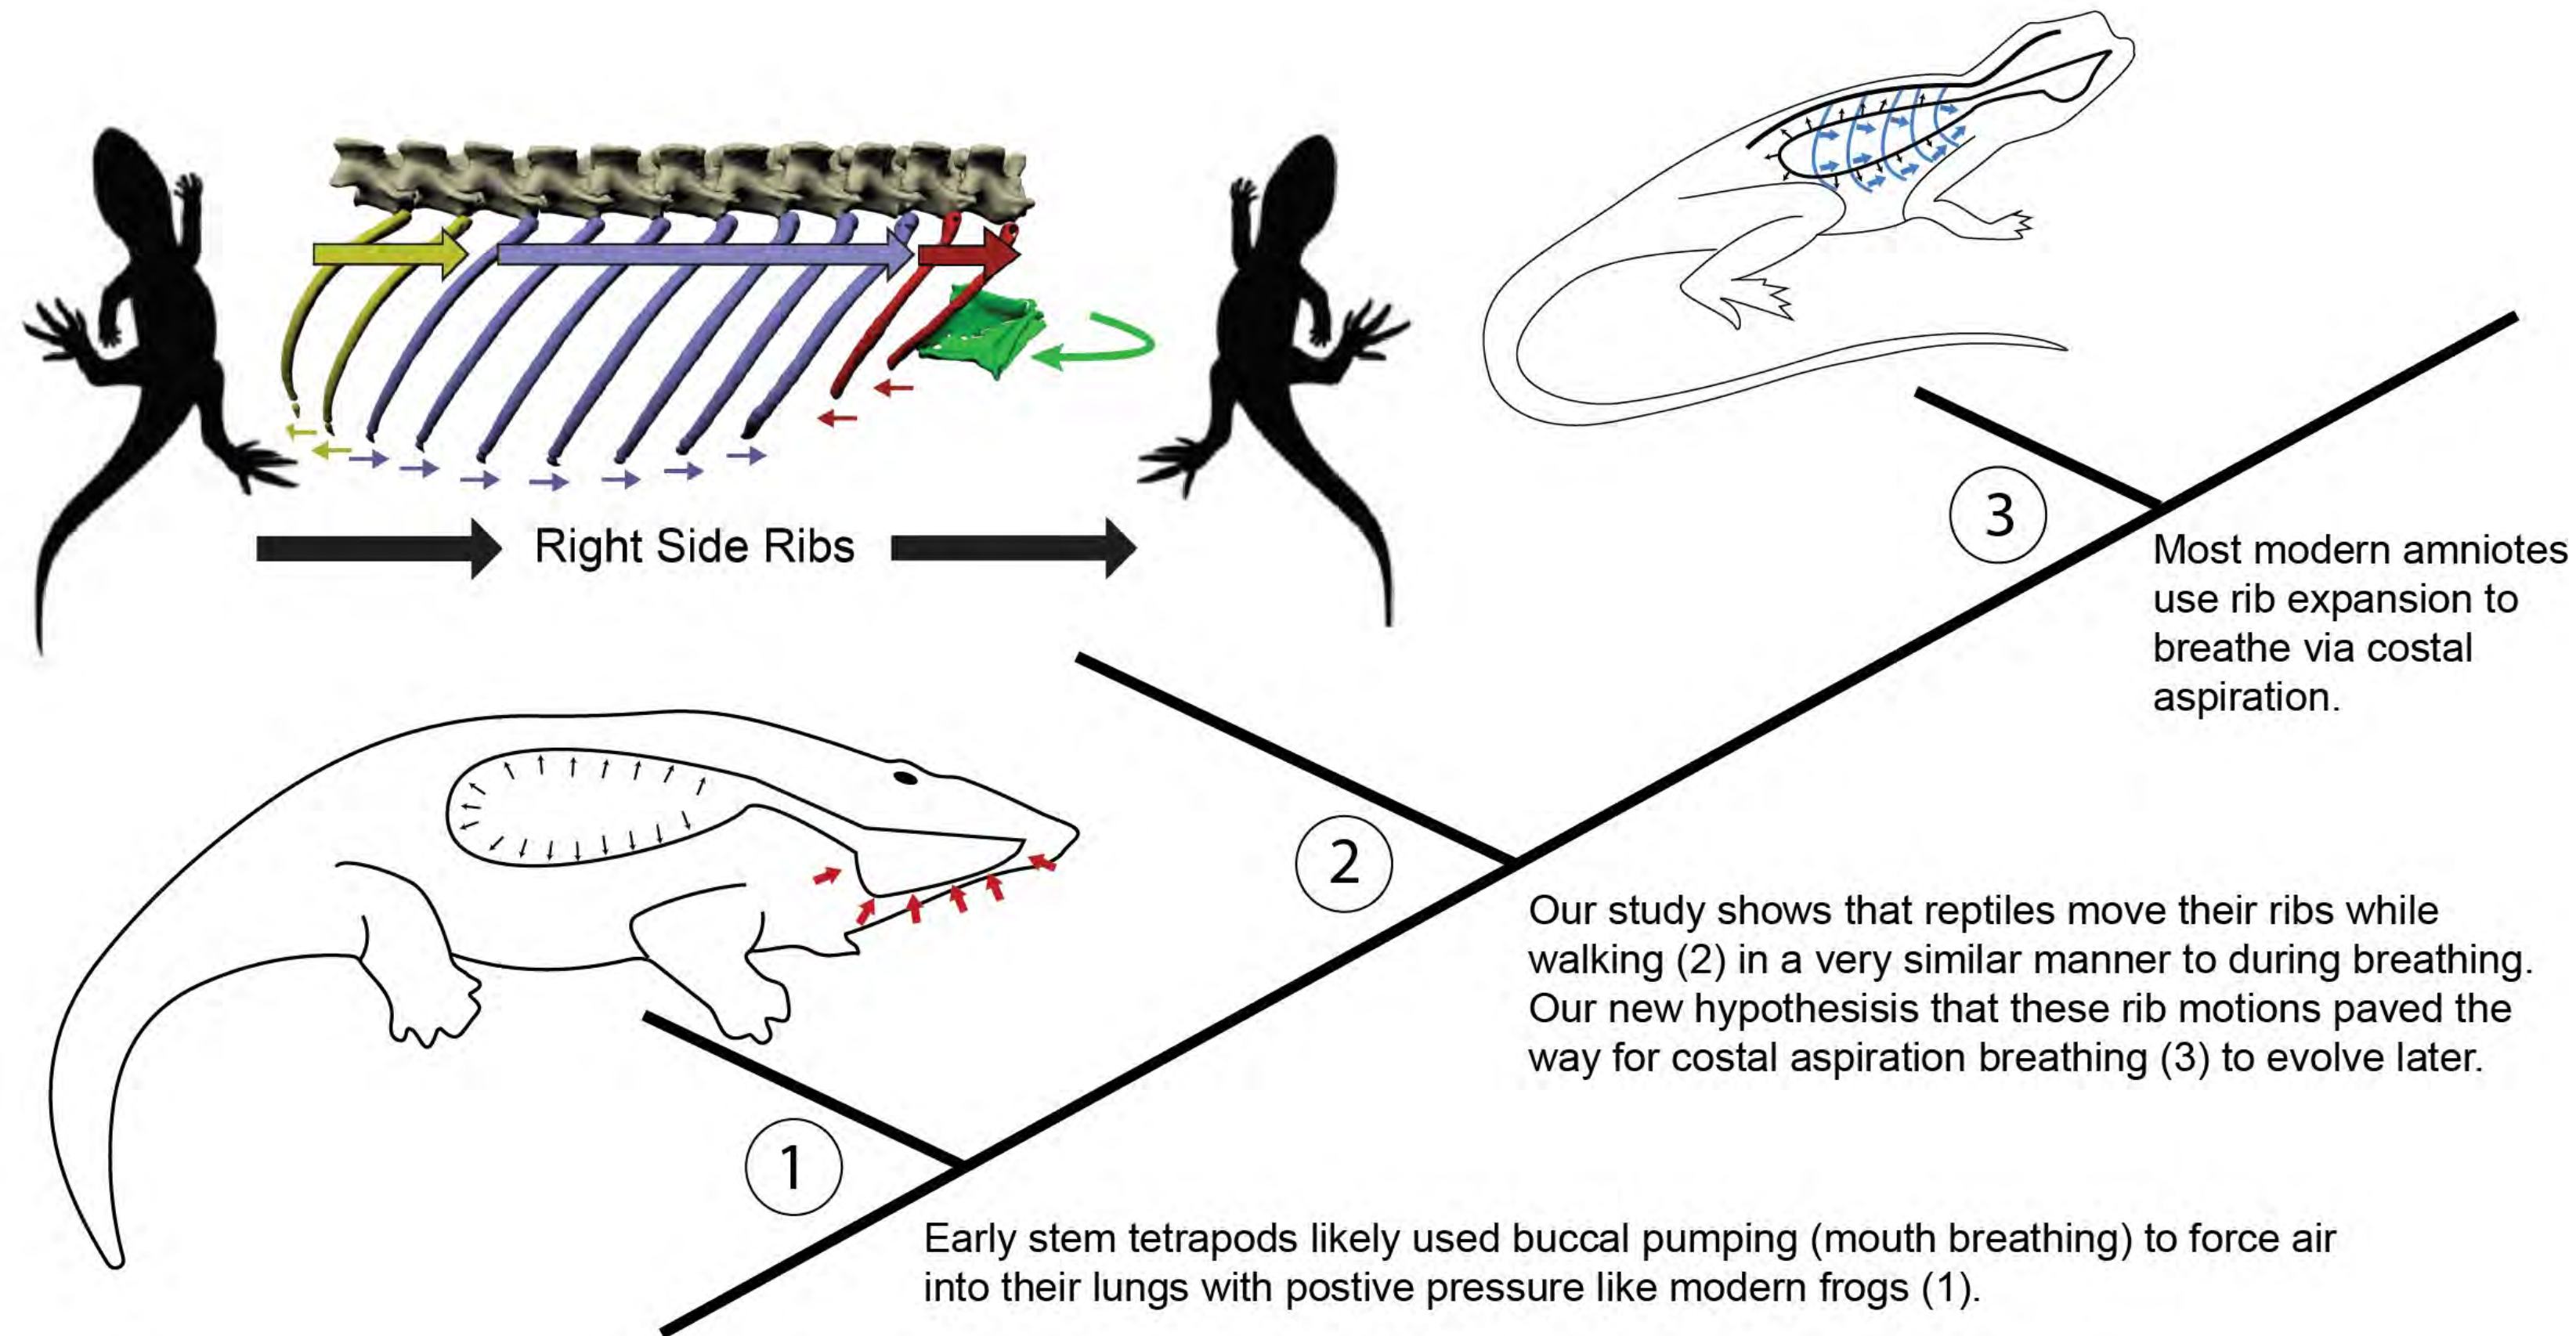 Right Side Ribs
3
Most modern amniotes
use rib expansion to
breathe via costal
aspiration.
2
Our study shows that reptiles move their ribs while
walking (2) in a very similar manner to during breathing.
Our new hypothesisis that these rib motions paved the
way for costal aspiration breathing (3) to evolve later.
1
Early stem tetrapods likely used buccal pumping (mouth breathing) to force air
into their lungs with postive pressure like modern frogs (1).